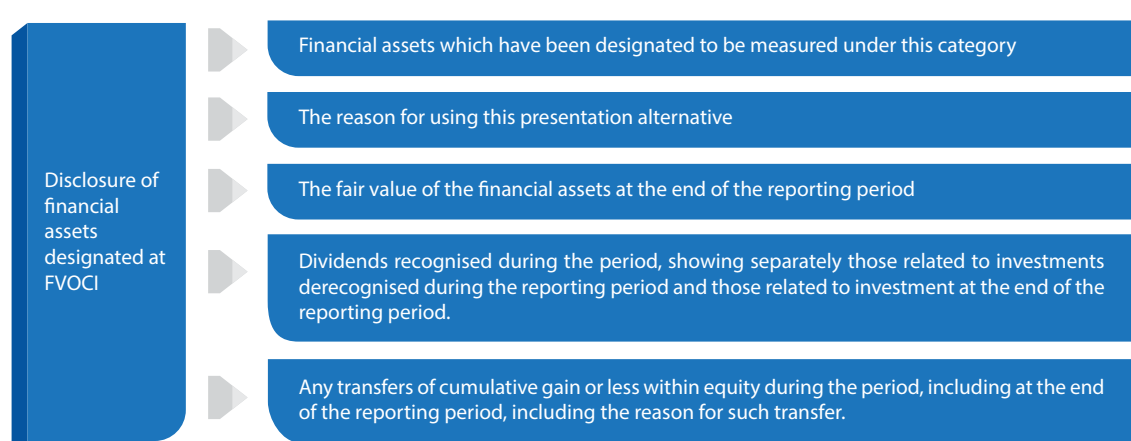 Disclosure of
financial
assets
designated at
FVOCI
Financial assets which have been designated to be measured under this category
The reason for using this presentation alternative
The fair value of the financial assets at the end of the reporting period
Dividends recognised during the period, showing separately those related to investments
derecognised during the reporting period and those related to investment at the end of the
reporting period.
Any transfers of cumulative gain or less within equity during the period, including at the end
of the reporting period, including the reason for such transfer.